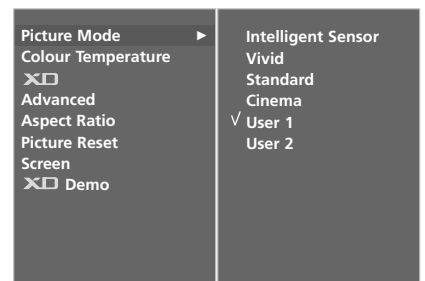 Picture Mode ►
Colour Temperature
XD
Advanced
Aspect Ratio
Picture Reset
Screen
XD Demo
Intelligent Sensor
Vivid
Standard
Cinema
√ User 1
User 2